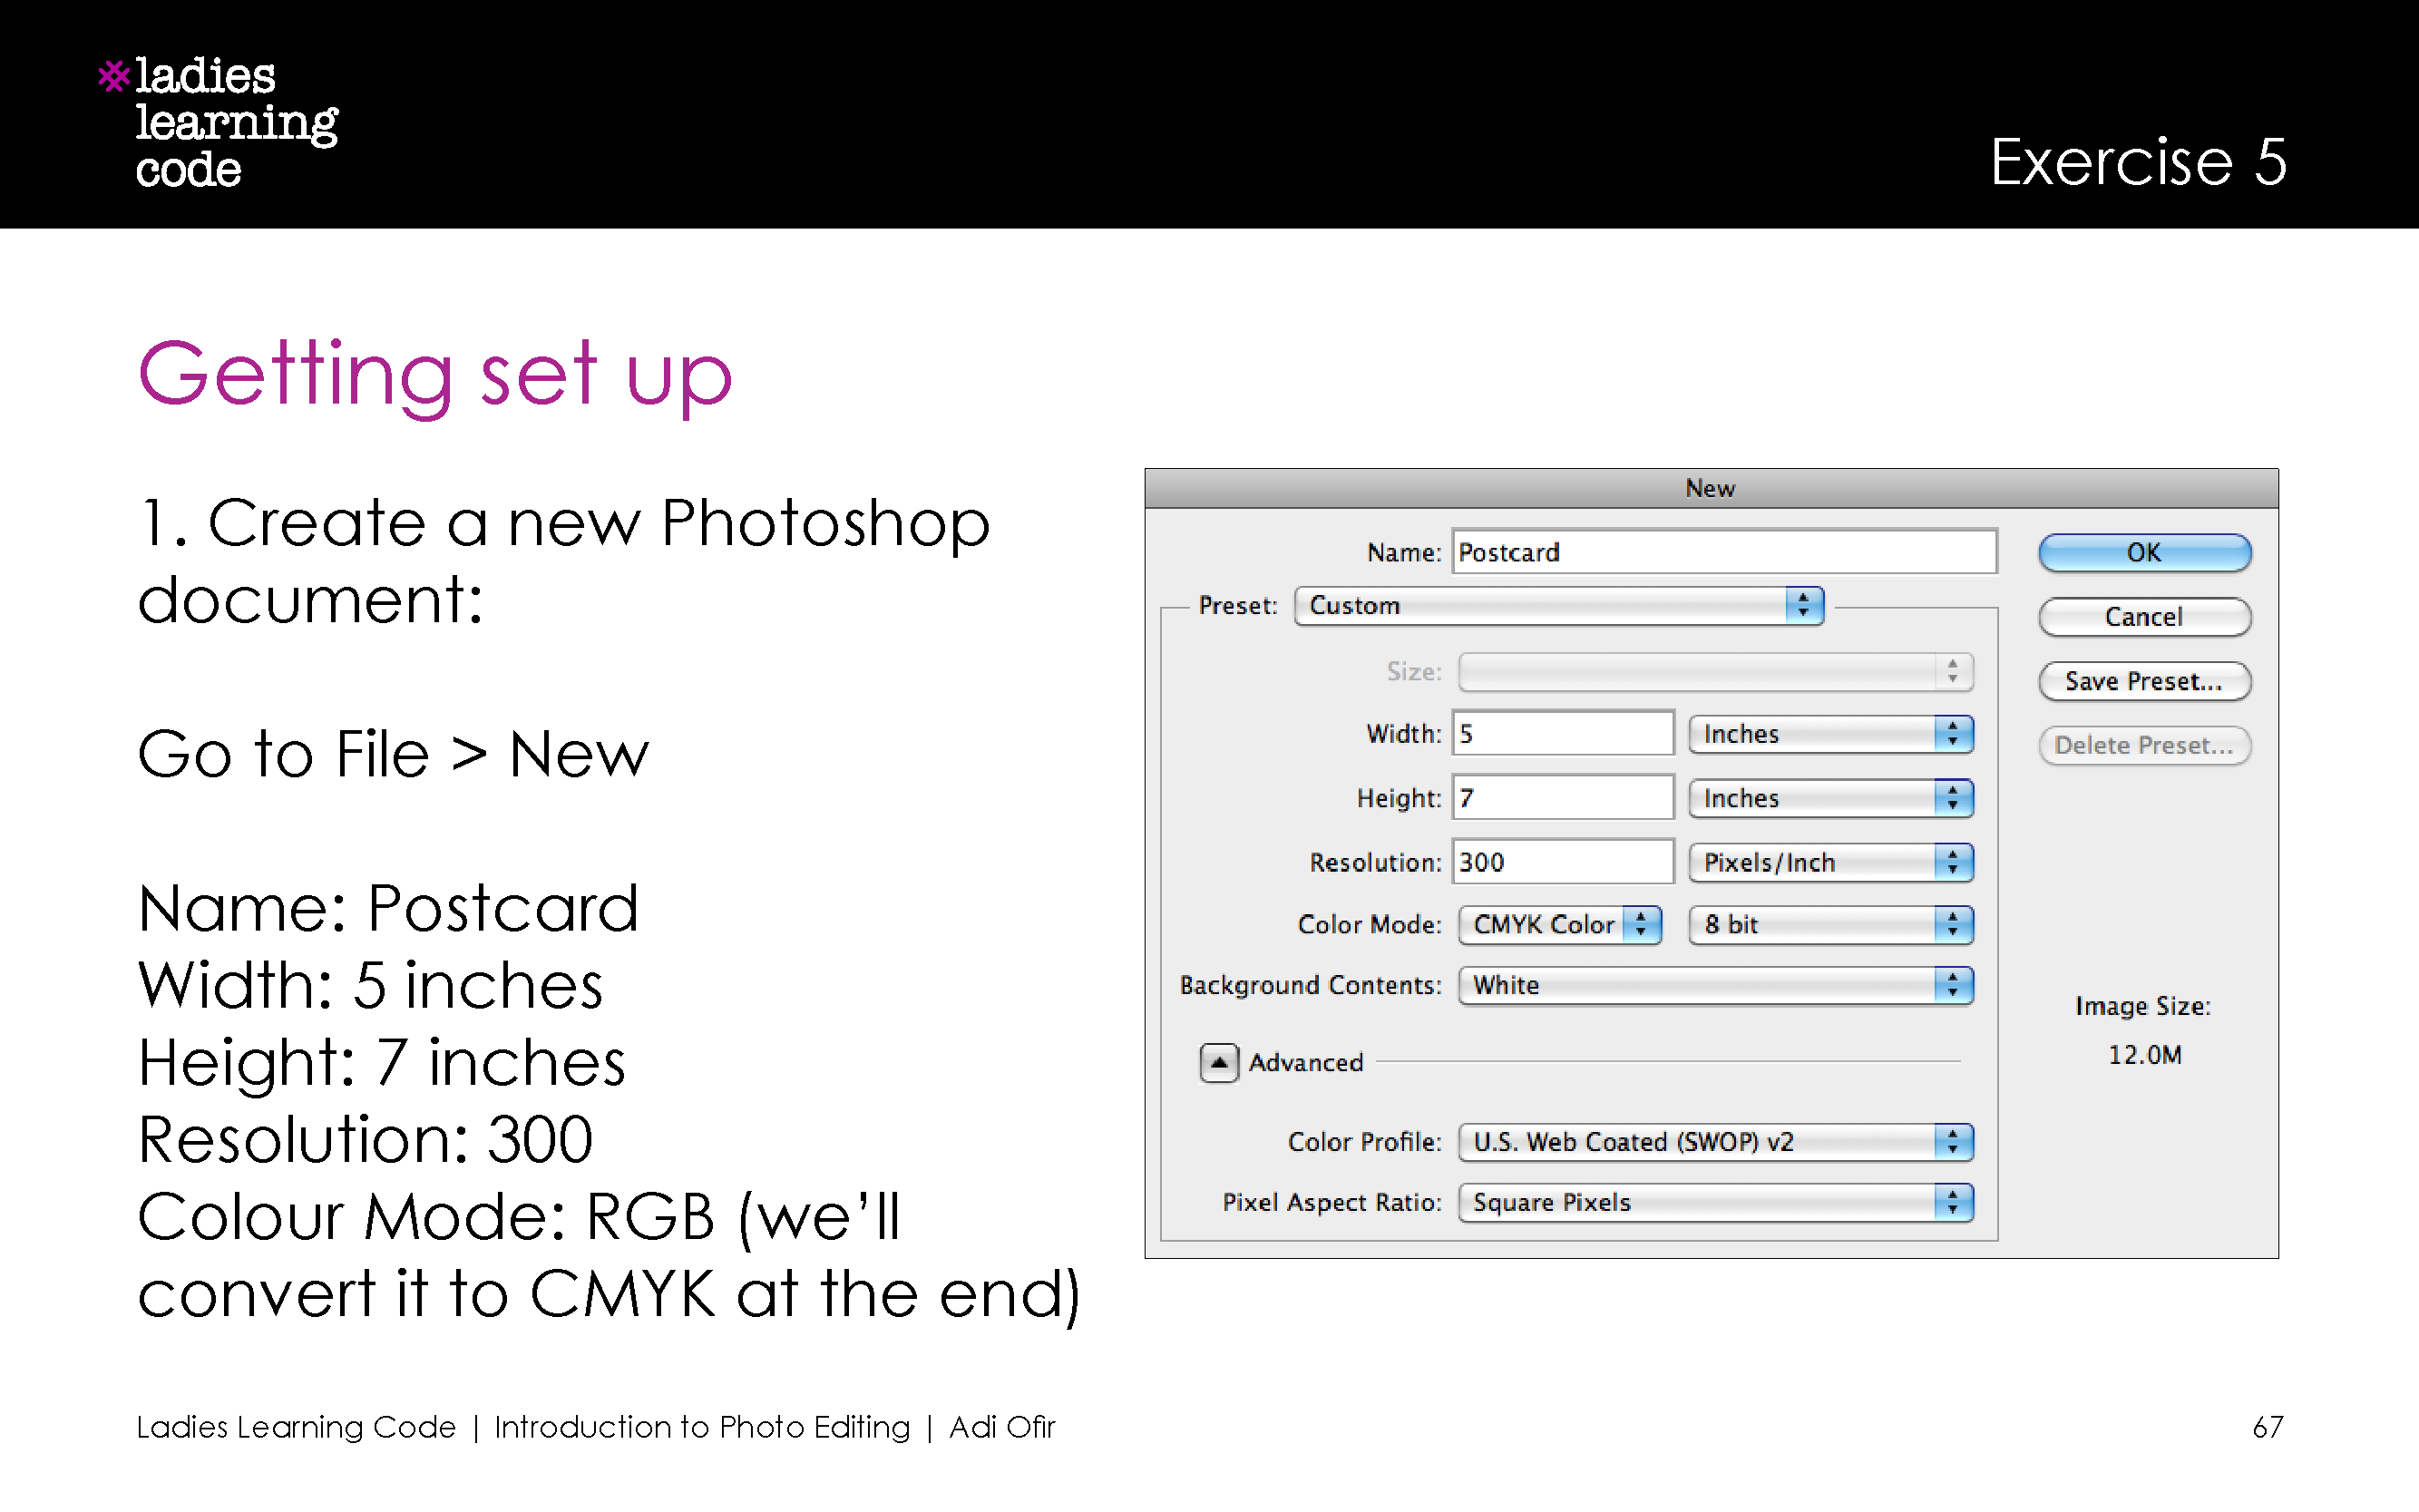 ladies
learning
code
Exercise 5
Getting set up
1. Create a new Photoshop
document:
Go to File > New
Name: Postcard
Width: 5 inches
Height: 7 inches
Resolution: 300
Colour Mode: RGB (we’ll
convert it to CMYK at the end)
New
Name: Postcard
OK
Preset: Custom
Cancel
Size:
Save Preset...
Width: 5 Inches
Delete Preset...
Height: 7 Inches
Resolution: 300 Pixels/Inch
Color Mode: CMYK Color 8 bit
Background Contents: White
Image Size:
12.0M
Advanced
Color Profile: U.S. Web Coated (SWOP) v2
Pixel Aspect Ratio: Square Pixels
Ladies Learning Code | Introduction to Photo Editing | Adi Ofir
67